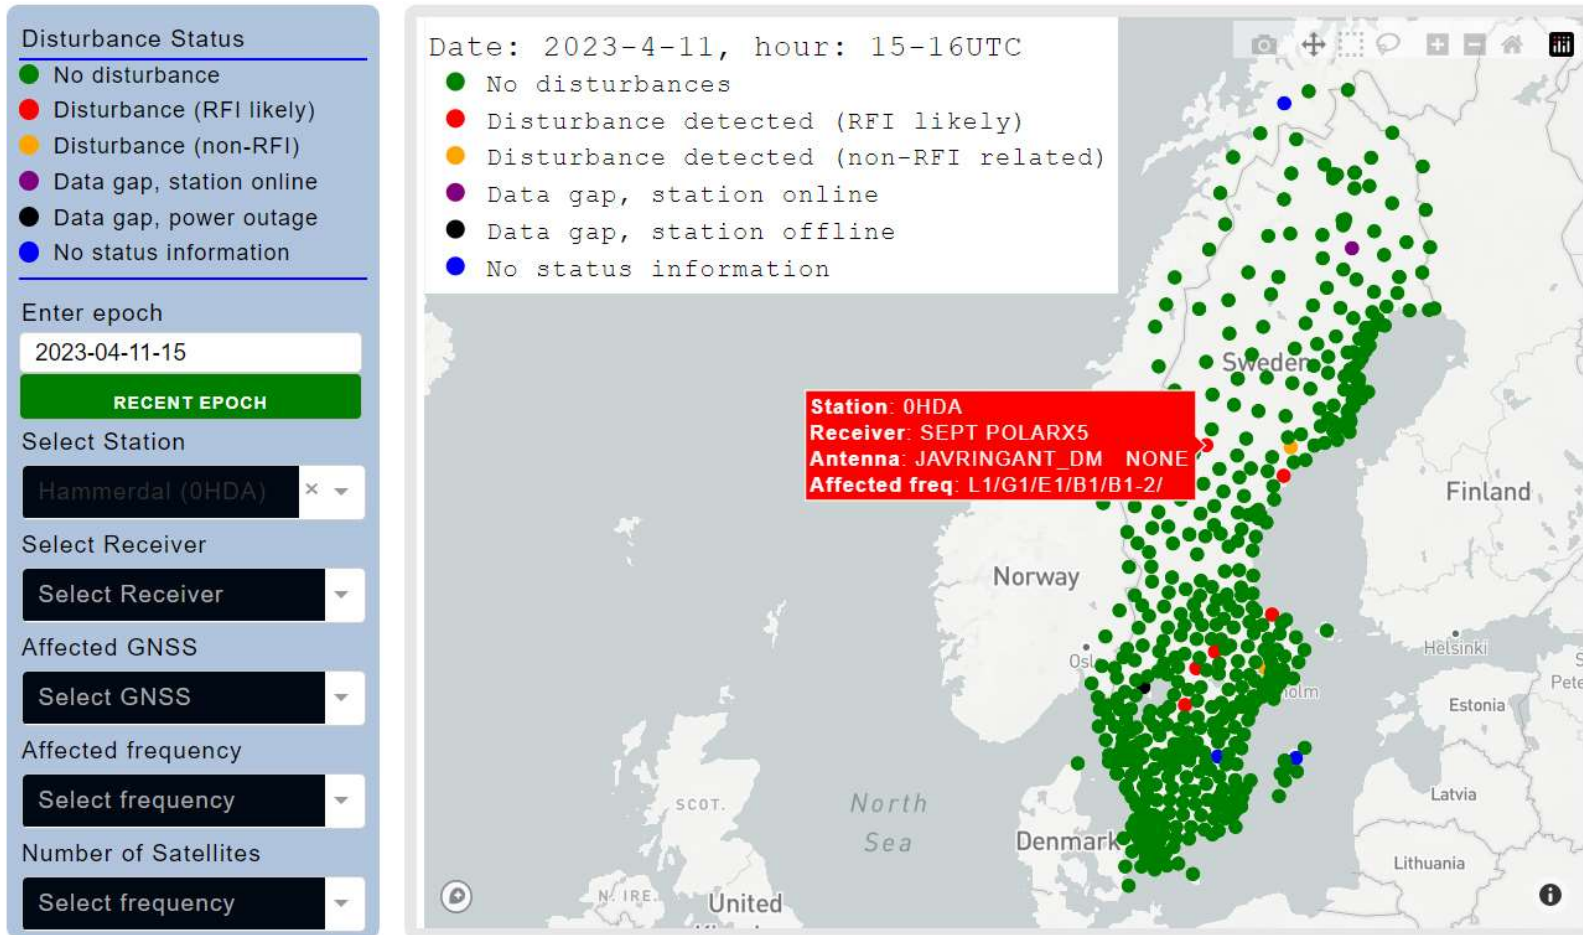 Disturbance Status
No disturbance
Disturbance (RFI likely)
Disturbance (non-RFI)
Data gap, station online
Data gap, power outage
No status information
Enter epoch
2023-04-11-15
RECENT EPOCH
Select Station
Hammerdal (0HDA) ×
Select Receiver
Select Receiver
Affected GNSS
Select GNSS
Affected frequency
Select frequency
Number of Satellites
Select frequency
Date: 2023-4-11, hour: 15-16UTC
No disturbances
Disturbance detected (RFI likely)
Disturbance detected (non-RFI related)
Data gap, station online
Data gap, station offline
No status information
Sweden
Station: 0HDA
Receiver: SEPT POLARX5
Antenna: JAVRINGANT_DM NONE
Affected freq: L1/G1/E1/B1/B1-2/
Finland
Norway
Helsinki
Osl
S
Pete
holm
Estonia
SCOT.
North
Sea
Latvia
Denmark
Lithuania
N. IRE.
United